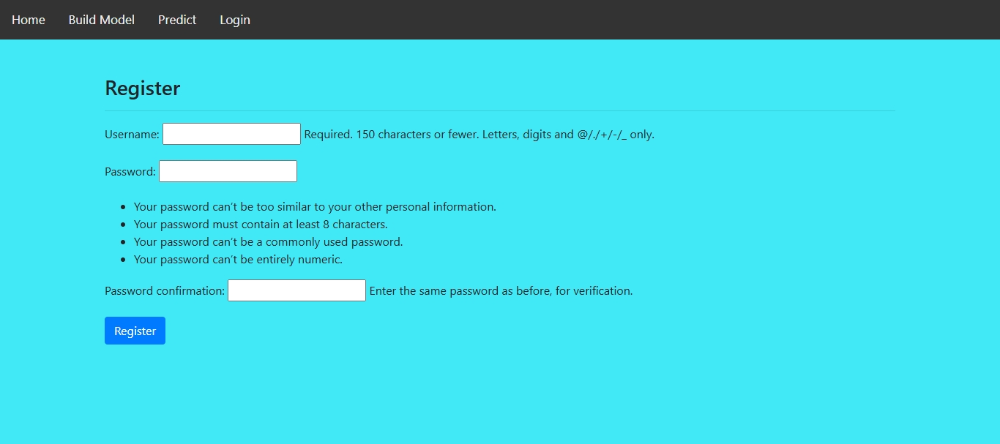 Home Build Model Predict Login
Register
Username: Required. 150 characters or fewer. Letters, digits and @/./+/-/_ only.
Password:
Your password can't be too similar to your other personal information.
Your password must contain at least 8 characters.
Your password can't be a commonly used password.
Your password can't be entirely numeric.
Password confirmation: Enter the same password as before, for verification.
Register